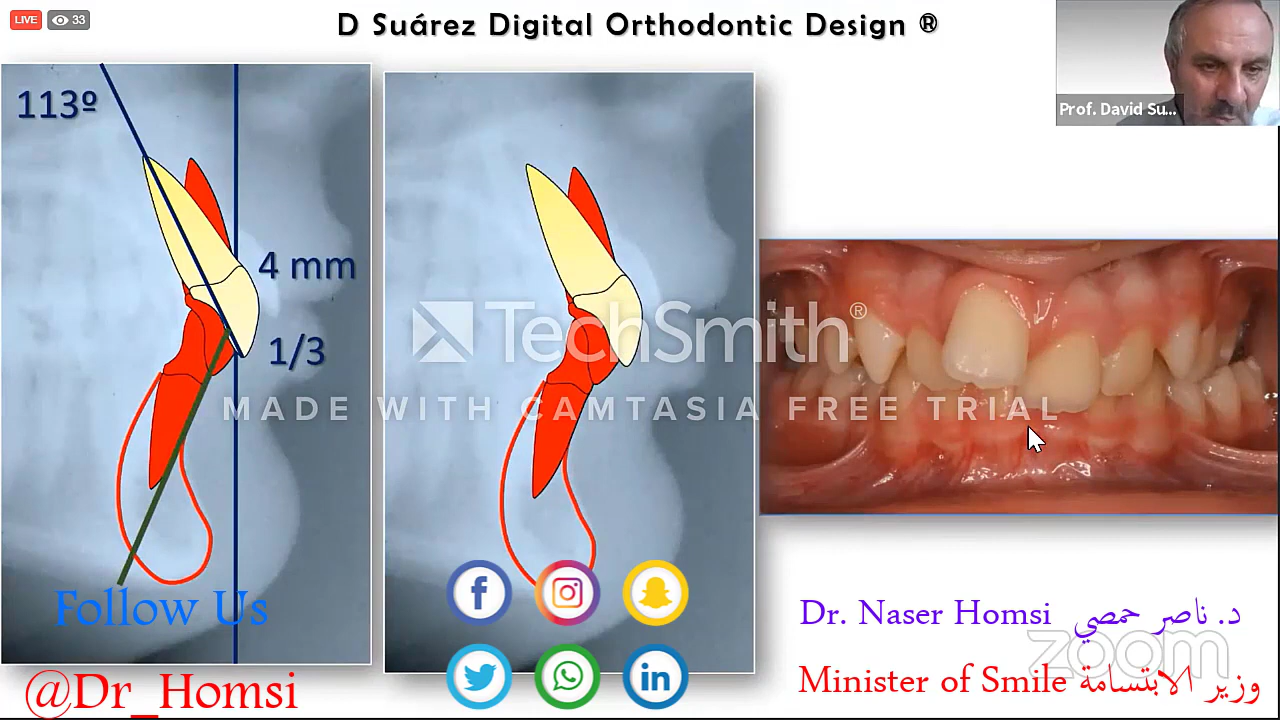 LIVE 33
D Suárez Digital Orthodontic Design ®
Prof. David Su...
113º
4 mm
1/3
TechSmith®
MADE WITH CAMTASIA FREE TRIAL
Follow Us
@Dr_Homsi
Dr. Naser Homsi د. ناصر حمصي
zoom
Minister of Smile وزير الابتسامة